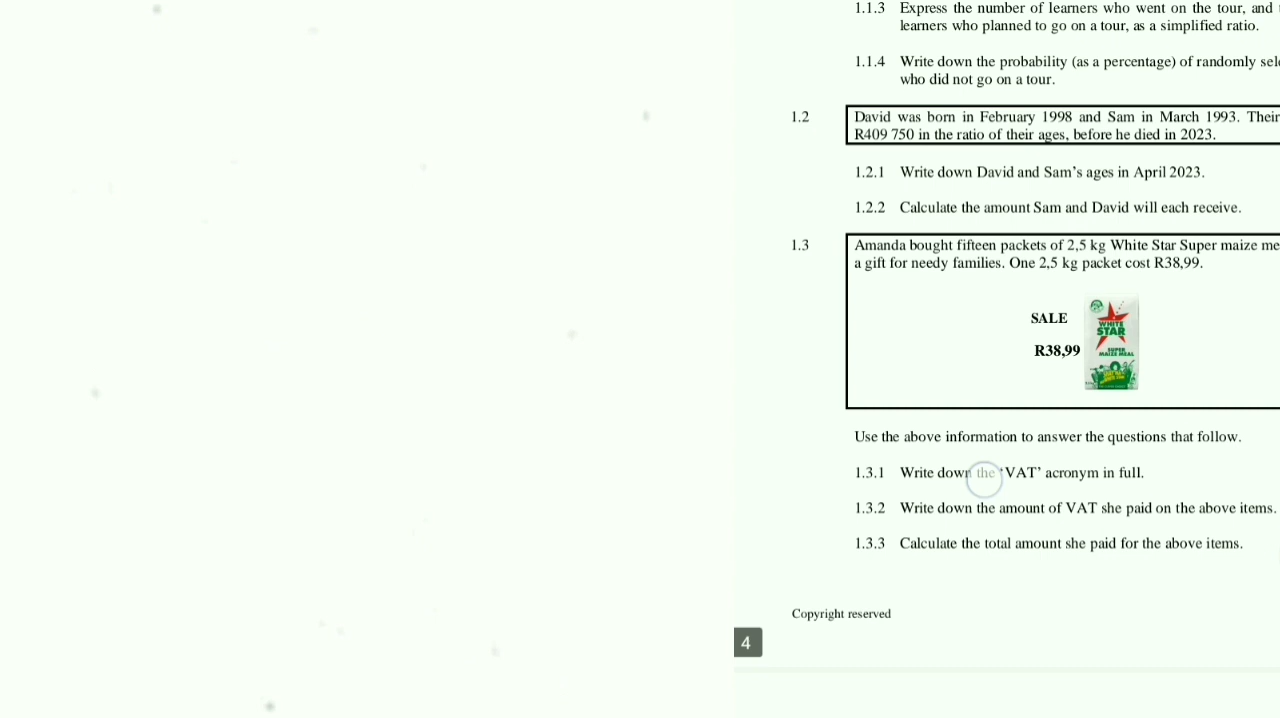 1.1.3 Express the number of learners who went on the tour, and
learners who planned to go on a tour, as a simplified ratio.
1.1.4 Write down the probability (as a percentage) of randomly
who did not go on a tour.
1.2 David was born in February 1998 and Sam in March 1993. Their
R409 750 in the ratio of their ages, before he died in 2023.
1.2.1 Write down David and Sam's ages in April 2023.
1.2.2 Calculate the amount Sam and David will each receive.
1.3 Amanda bought fifteen packets of 2,5 kg White Star Super maize
a gift for needy families. One 2,5 kg packet cost R38,99.
SALE
R38,99
WHITE
STAR
SUPER
MAIZE MEAL
Use the above information to answer the questions that follow.
1.3.1 Write down the 'VAT' acronym in full.
1.3.2 Write down the amount of VAT she paid on the above items.
1.3.3 Calculate the total amount she paid for the above items.
Copyright reserved
4